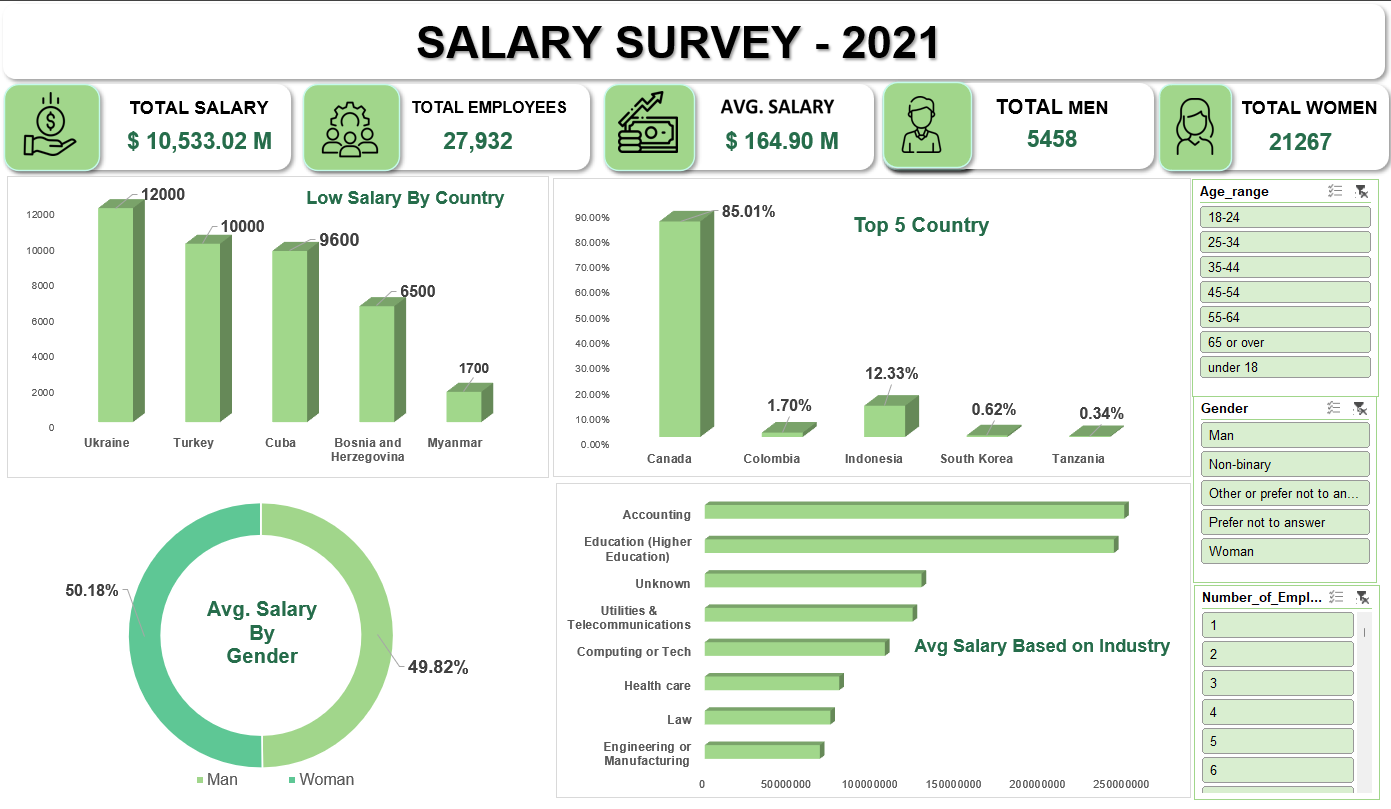 SALARY SURVEY - 2021
TOTAL SALARY
$ 10,533.02 M
TOTAL EMPLOYEES
27,932
AVG. SALARY
$ 164.90 M
TOTAL MEN
5458
TOTAL WOMEN
21267
Low Salary By Country
12000
10000
8000
6000
4000
2000
0
12000
10000
9600
6500
1700
Ukraine
Turkey
Cuba
Bosnia and
Herzegovina
Myanmar
Top 5 Country
90.00%
80.00%
70.00%
60.00%
50.00%
40.00%
30.00%
20.00%
10.00%
0.00%
85.01%
1.70%
12.33%
0.62%
0.34%
Canada
Colombia
Indonesia
South Korea
Tanzania
Age_range
18-24
25-34
35-44
45-54
55-64
65 or over
under 18
Gender
Man
Non-binary
Other or prefer not to an...
Prefer not to answer
Woman
Number_of_Empl...
1
2
3
4
5
6
Avg. Salary
By
Gender
50.18%
49.82%
Man
Woman
Avg Salary Based on Industry
Accounting
Education (Higher
Education)
Unknown
Utilities &
Telecommunications
Computing or Tech
Health care
Law
Engineering or
Manufacturing
0
50000000
100000000
150000000
200000000
250000000